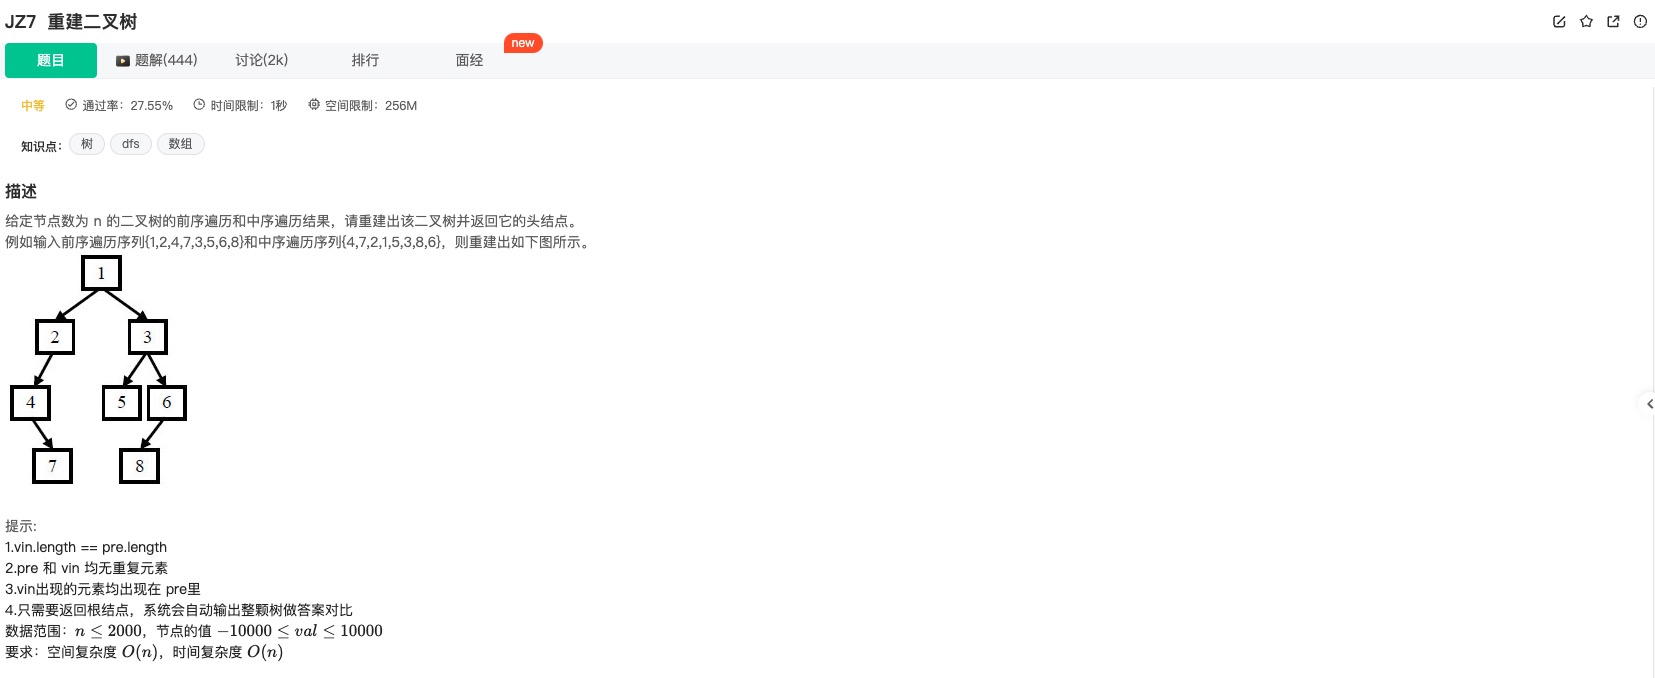 JZ7 重建二叉树
new
题目 题解(444) 讨论(2k) 排行 面经
中等 通过率：27.55% 时间限制：1秒 空间限制：256M
知识点： 树 dfs 数组
描述
给定节点数为 n 的二叉树的前序遍历和中序遍历结果，请重建出该二叉树并返回它的头结点。
例如输入前序遍历序列{1,2,4,7,3,5,6,8}和中序遍历序列{4,7,2,1,5,3,8,6}，则重建出如下图所示。
1
2 3
4 5 6
7 8
提示:
1.vin.length == pre.length
2.pre 和 vin 均无重复元素
3.vin出现的元素均出现在 pre里
4.只需要返回根结点，系统会自动输出整颗树做答案对比
数据范围：n ≤ 2000，节点的值 −10000 ≤ val ≤ 10000
要求：空间复杂度 O(n)，时间复杂度 O(n)